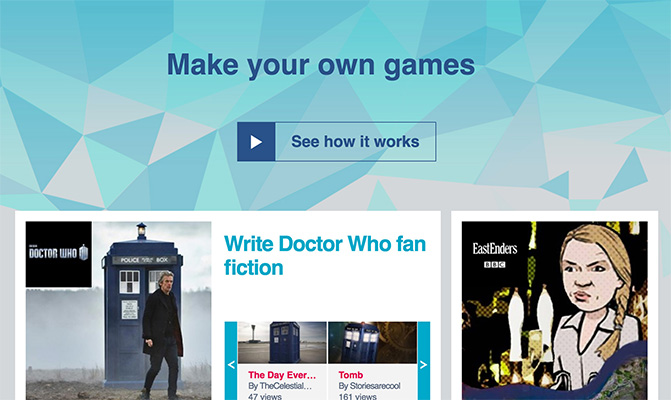 Make your own games
See how it works
BBC
DOCTOR WHO
POLICE BOX
Write Doctor Who fan
fiction
The Day Ever...
By TheCelestial...
47 views
Tomb
By Storiesarecool
161 views
EastEnders
BBC